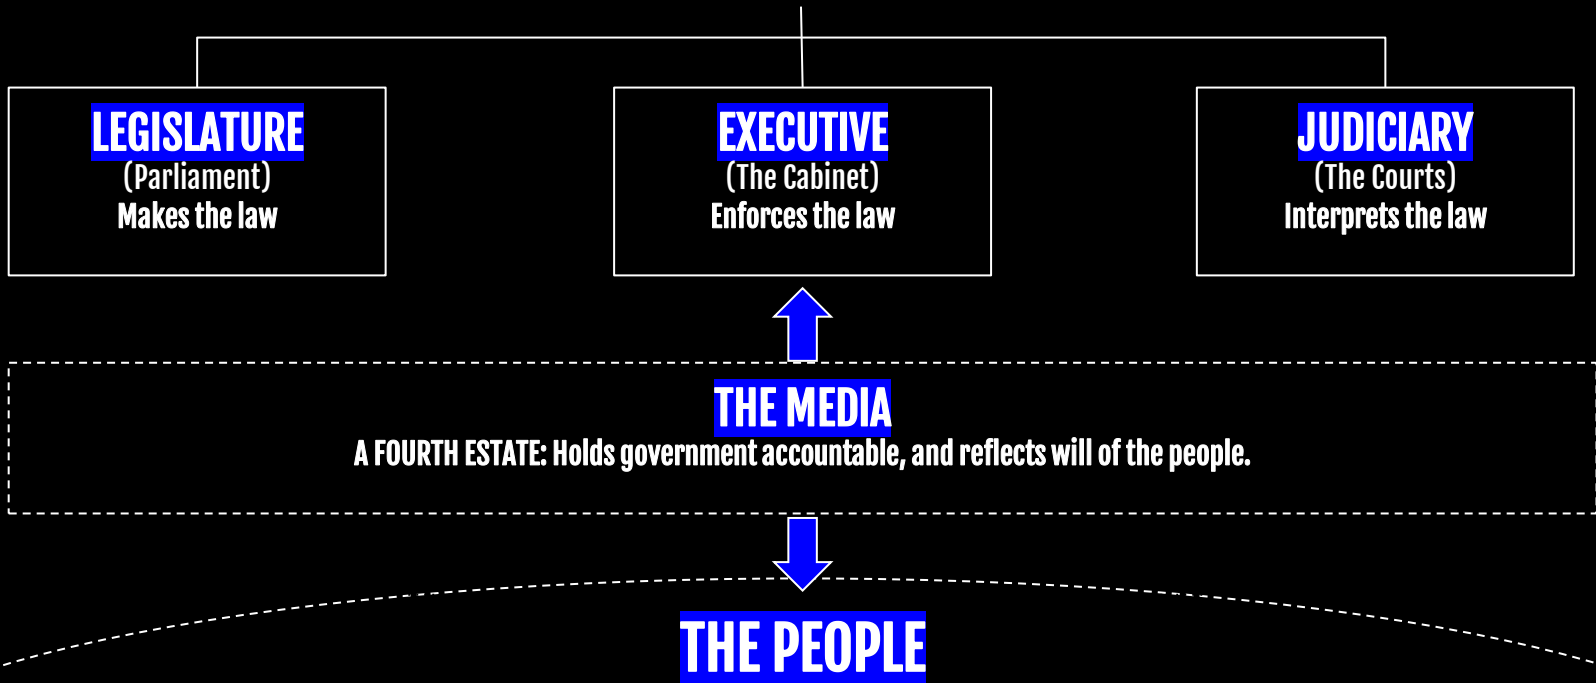 LEGISLATURE
(Parliament)
Makes the law
EXECUTIVE
(The Cabinet)
Enforces the law
JUDICIARY
(The Courts)
Interprets the law
THE MEDIA
A FOURTH ESTATE: Holds government accountable, and reflects will of the people.
THE PEOPLE